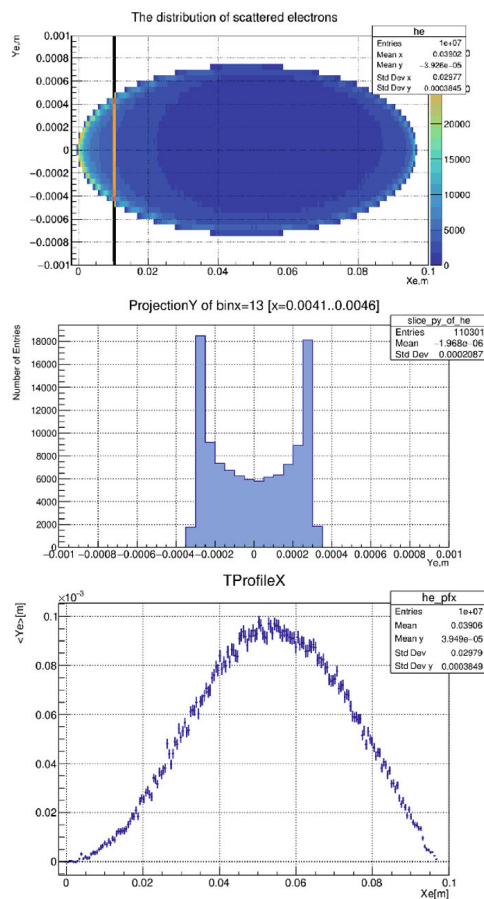 The distribution of scattered electrons
Ye,m
he
Entries 1e+07
Mean x 0.03902
Mean y −3.926e−05
Std Dev x 0.02977
Std Dev y 0.0003845
0.001
0.0008
0.0006
0.0004
0.0002
0
−0.0002
−0.0004
−0.0006
−0.0008
−0.001
0 0.02 0.04 0.06 0.08 0.1
Xe,m
20000
15000
10000
5000
0
ProjectionY of binx=13 [x=0.0041..0.0046]
slice_py_of_he
Entries 110301
Mean −1.968e−06
Std Dev 0.0002087
Number of Entries
18000
16000
14000
12000
10000
8000
6000
4000
2000
0
−0.001 −0.0008 −0.0006 −0.0004 −0.0002 0 0.0002 0.0004 0.0006 0.0008 0.001
Ye,m
TProfileX
×10⁻³
<Ye>[m]
he_pfx
Entries 1e+07
Mean 0.03906
Mean y 3.949e−05
Std Dev 0.02979
Std Dev y 0.0003849
0.1
0.08
0.06
0.04
0.02
0
0 0.02 0.04 0.06 0.08 0.1
Xe[m]